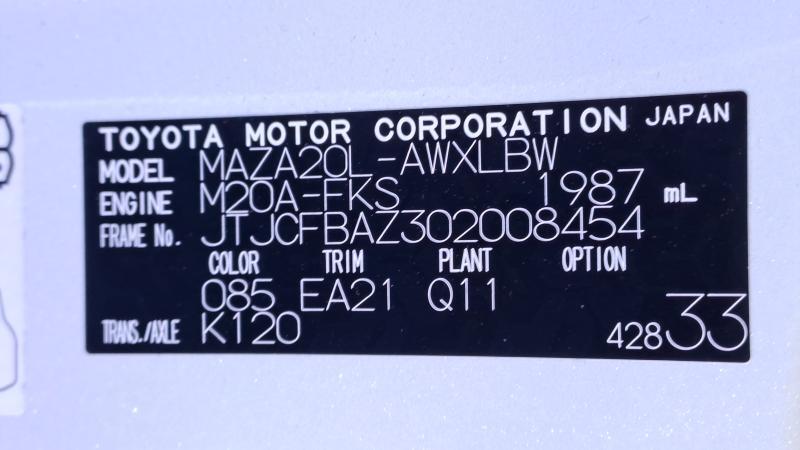 TOYOTA MOTOR CORPORATION JAPAN
MODEL MAZA20L-AWXLBW
ENGINE M20A-FKS 1987 mL
FRAME No. JTJCFBAZ302008454
COLOR TRIM PLANT OPTION
085 EA21 Q11
TRANS./AXLE K120 42833